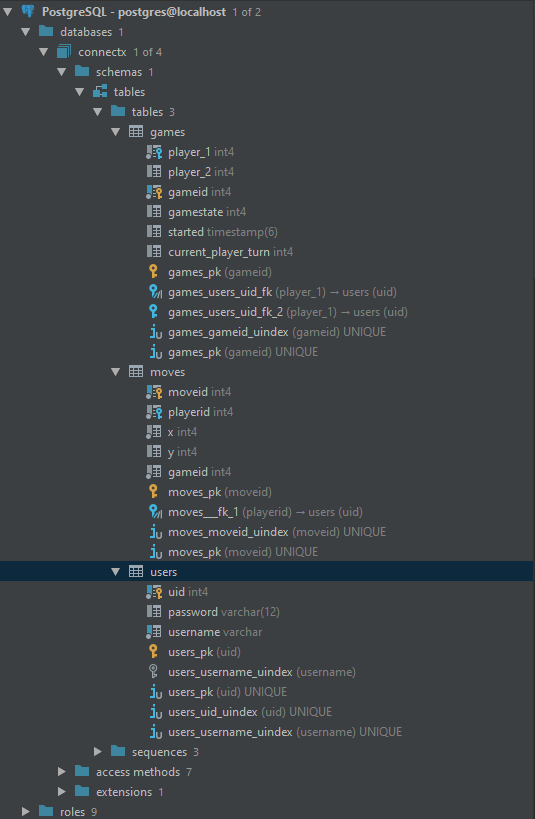 PostgreSQL - postgres@localhost 1 of 2
databases 1
connectx 1 of 4
schemas 1
tables
tables 3
games
player_1 int4
player_2 int4
gameid int4
gamestate int4
started timestamp(6)
current_player_turn int4
games_pk (gameid)
games_users_uid_fk (player_1) → users (uid)
games_users_uid_fk_2 (player_1) → users (uid)
games_gameid_uindex (gameid) UNIQUE
games_pk (gameid) UNIQUE
moves
moveid int4
playerid int4
x int4
y int4
gameid int4
moves_pk (moveid)
moves___fk_1 (playerid) → users (uid)
moves_moveid_uindex (moveid) UNIQUE
moves_pk (moveid) UNIQUE
users
uid int4
password varchar(12)
username varchar
users_pk (uid)
users_username_uindex (username)
users_pk (uid) UNIQUE
users_uid_uindex (uid) UNIQUE
users_username_uindex (username) UNIQUE
sequences 3
access methods 7
extensions 1
roles 9